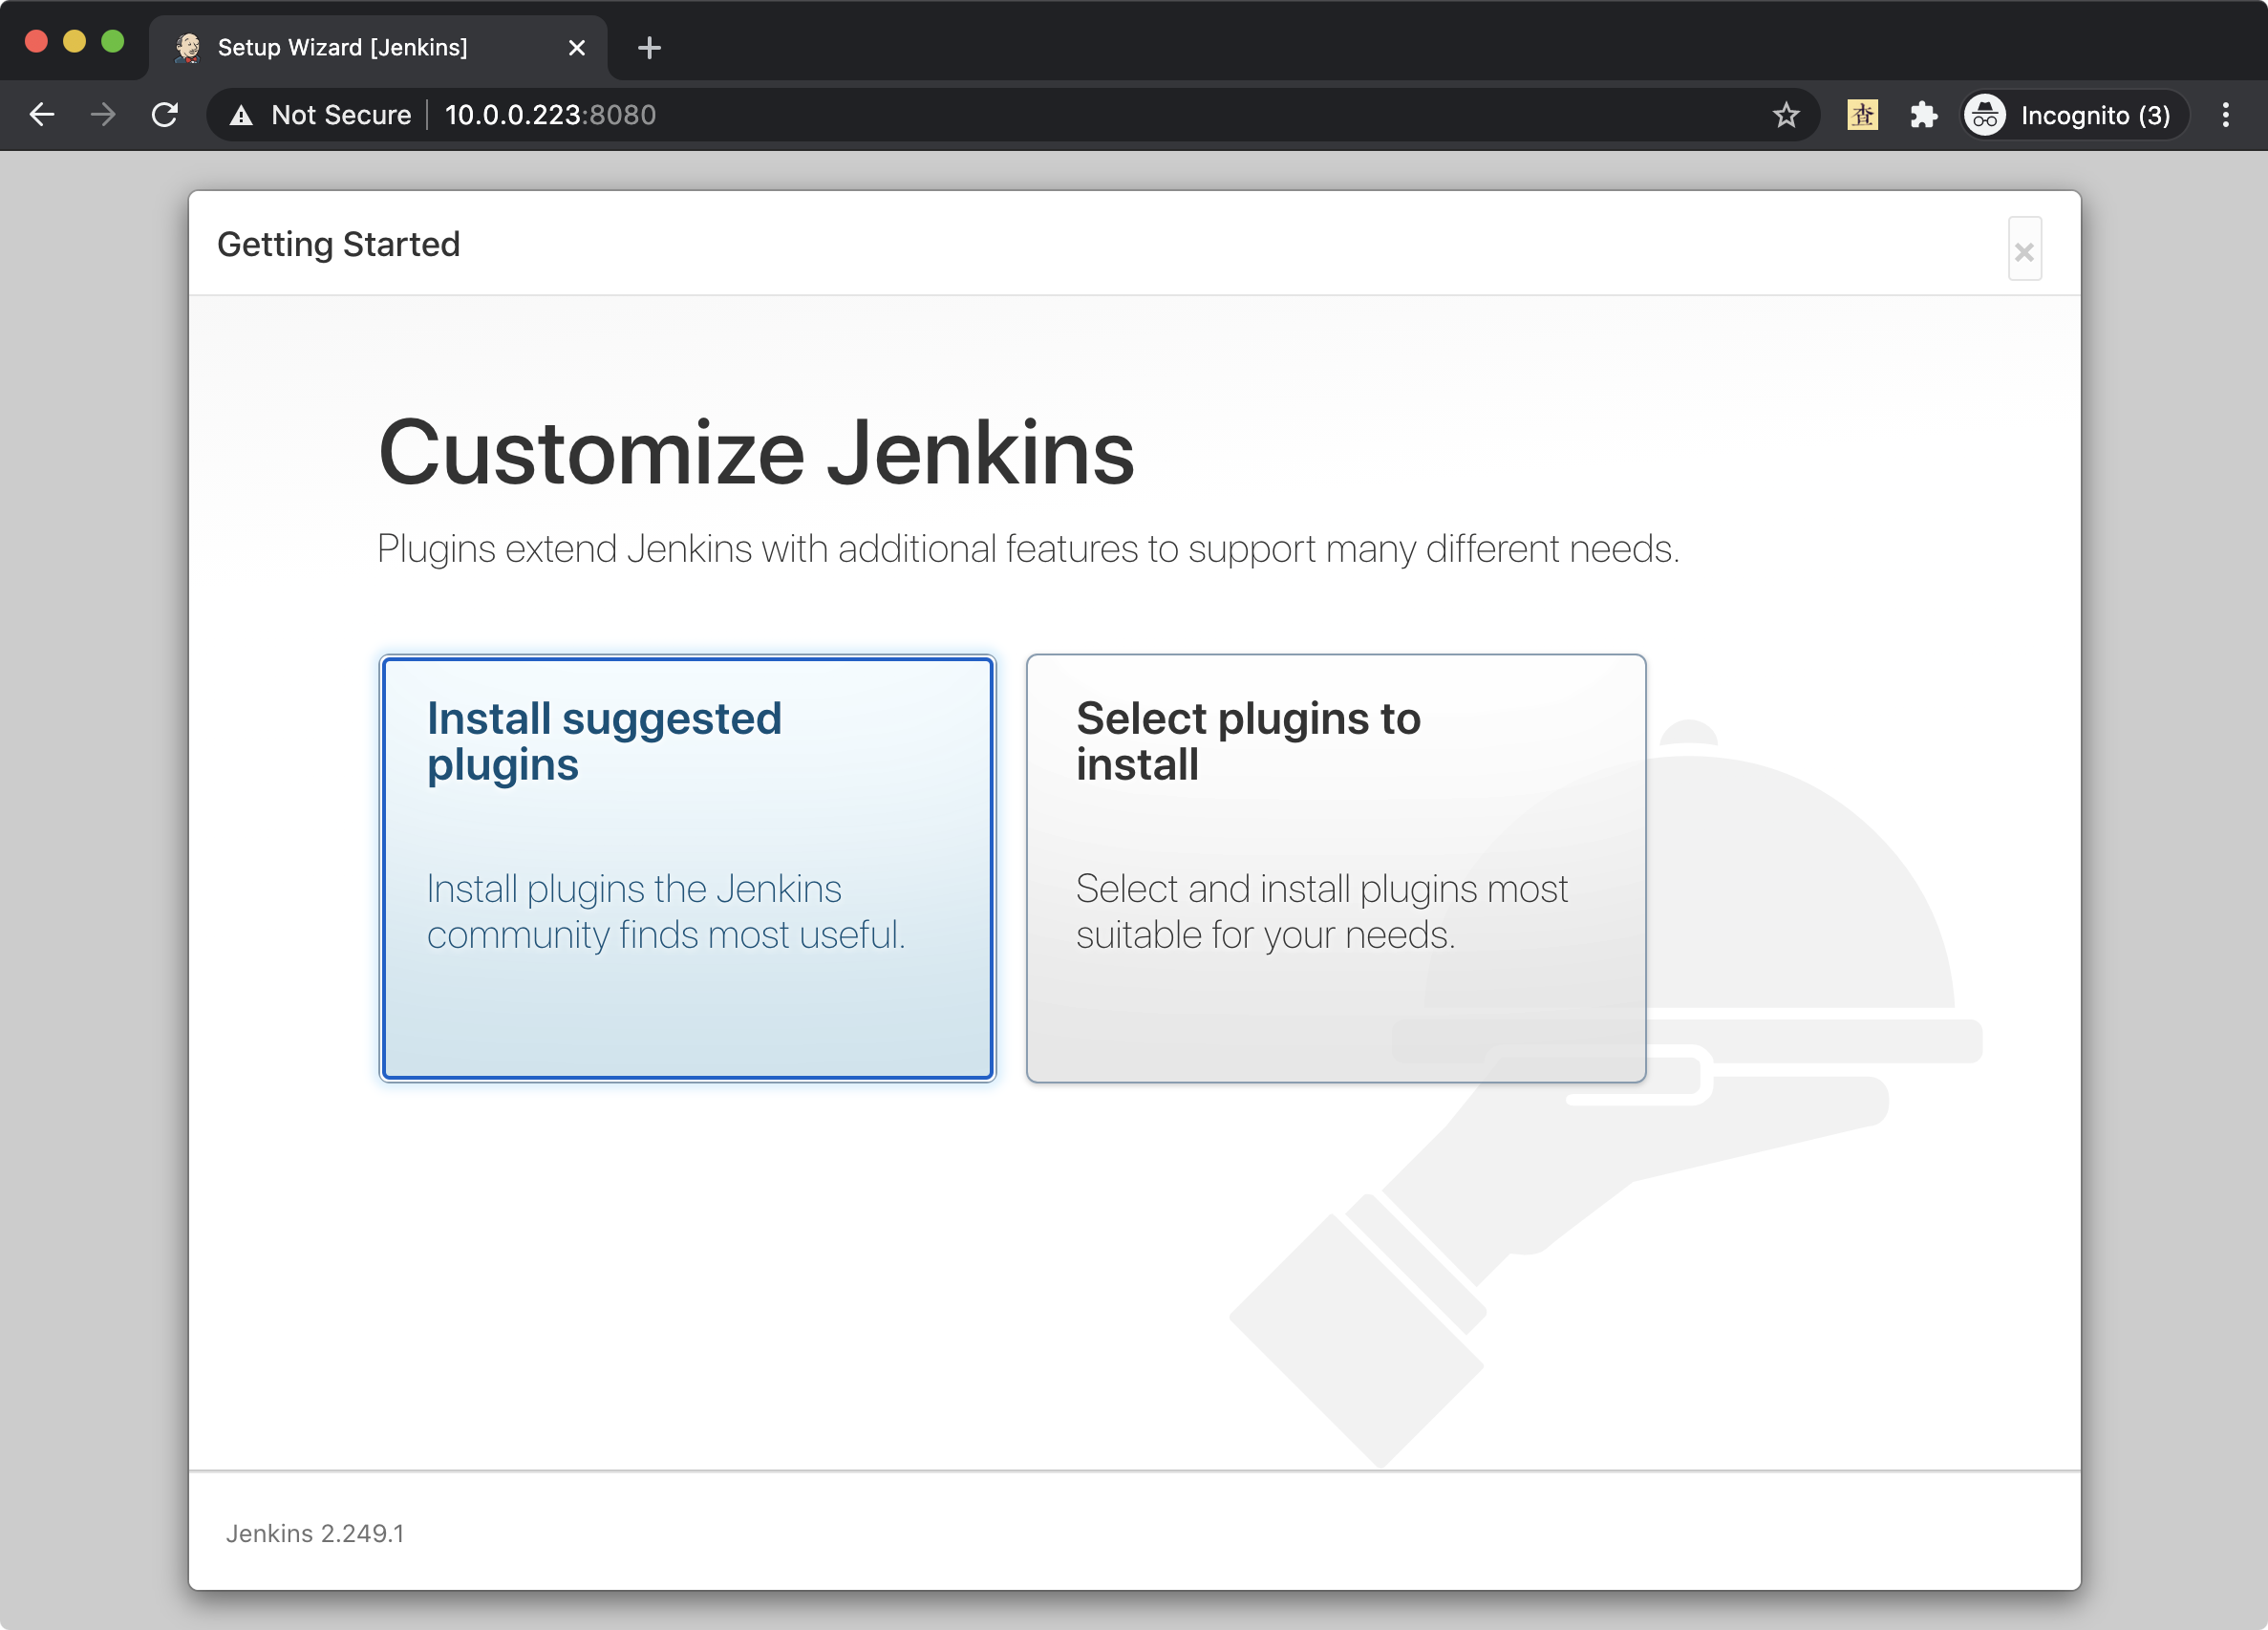 Setup Wizard [Jenkins]
Not Secure
10.0.0.223:8080
查
Incognito (3)
Getting Started
Customize Jenkins
Plugins extend Jenkins with additional features to support many different needs.
Install suggested
plugins
Install plugins the Jenkins
community finds most useful.
Select plugins to
install
Select and install plugins most
suitable for your needs.
Jenkins 2.249.1